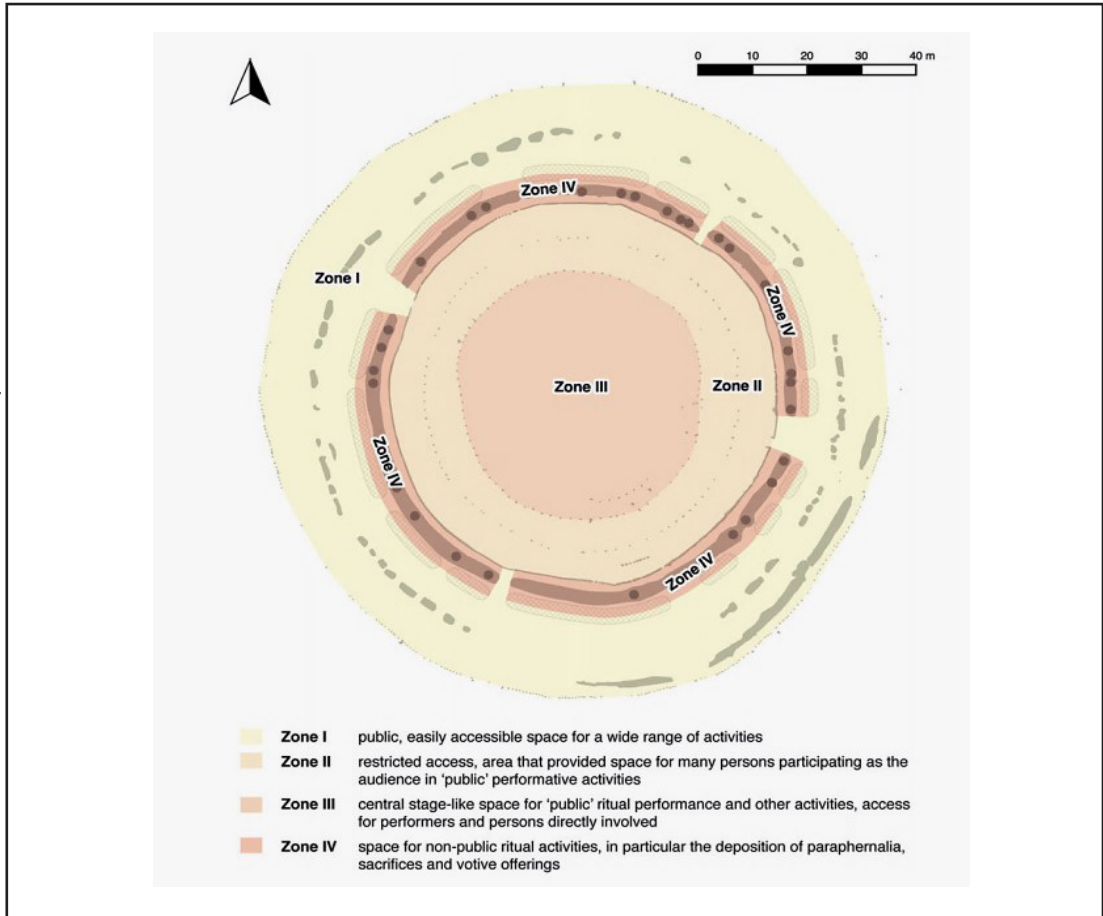 0 10 20 30 40 m
Zone IV
Zone I
Zone IV
Zone III
Zone II
Zone IV
Zone IV
Zone I public, easily accessible space for a wide range of activities
Zone II restricted access, area that provided space for many persons participating as the
audience in ‘public’ performative activities
Zone III central stage-like space for ‘public’ ritual performance and other activities, access
for performers and persons directly involved
Zone IV space for non-public ritual activities, in particular the deposition of paraphernalia,
sacrifices and votive offerings